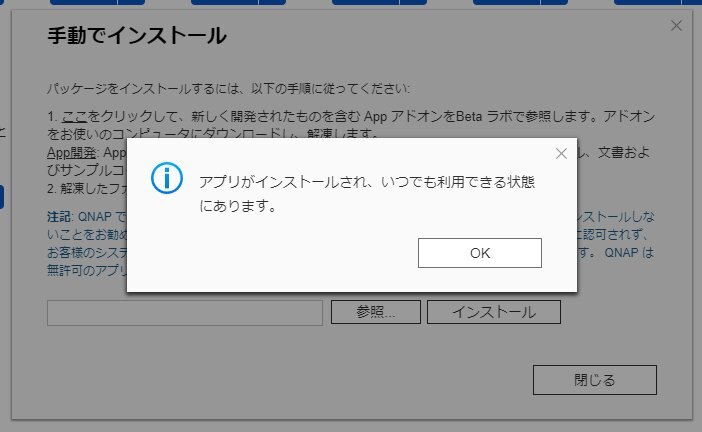 手動でインストール
パッケージをインストールするには、以下の手順に従ってください:
1. ここをクリックして、新しく開発されたものを含む App アドオンをBeta ラボで参照します。アドオン
をお使いのコンピュータにダウンロードし、解凍します。
App開発: App
ル、文書およ
びサンプルコ
2. 解凍したファ
アプリがインストールされ、いつでも利用できる状態
にあります。
OK
注記: QNAP で
ンストールしな
いことをお勧め
に認可されず、
お客様のシステ
す。 QNAP は
無許可のアプリ
参照...
インストール
閉じる
と